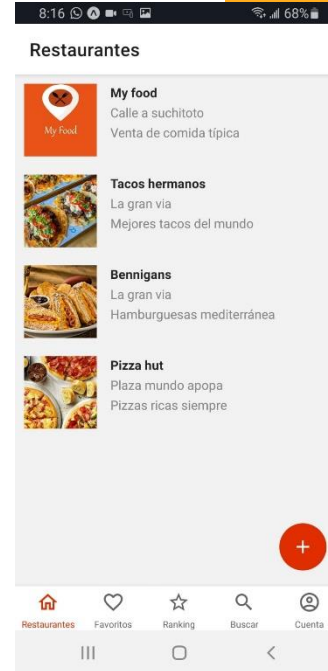 8:16
68%
Restaurantes
My food
Calle a suchitoto
Venta de comida típica
My Food
Tacos hermanos
La gran via
Mejores tacos del mundo
Bennigans
La gran via
Hamburguesas mediterránea
Pizza hut
Plaza mundo apopa
Pizzas ricas siempre
+
Restaurantes Favoritos Ranking Buscar Cuenta